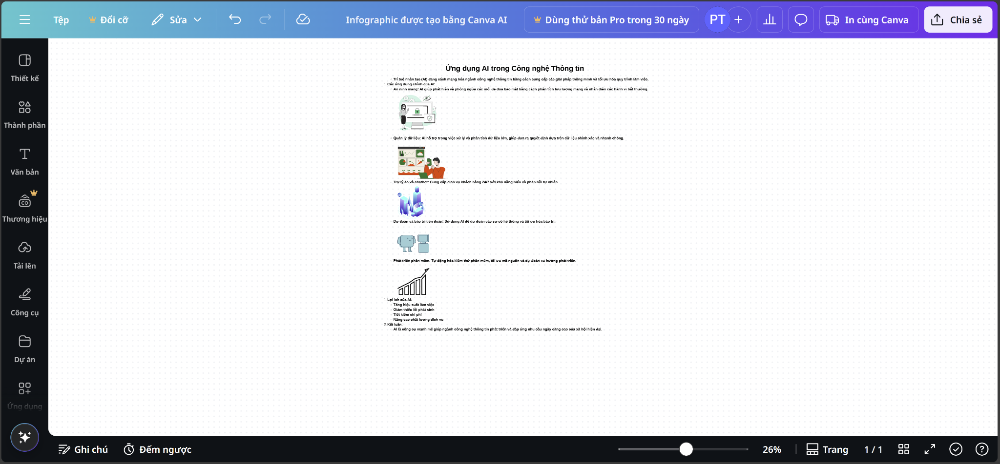 Tệp
Đổi cỡ
Sửa
Infographic được tạo bằng Canva AI
Dùng thử bản Pro trong 30 ngày
PT
In cùng Canva
Chia sẻ
Thiết kế
Thành phần
Văn bản
CO
Thương hiệu
Tải lên
Công cụ
Dự án
Ứng dụng
Ứng dụng AI trong Công nghệ Thông tin
Trí tuệ nhân tạo (AI) đang cách mạng hóa ngành công nghệ thông tin bằng cách cung cấp các giải pháp thông minh và tối ưu hóa quy trình làm việc.
1. Các ứng dụng chính của AI:
An ninh mạng: AI giúp phát hiện và phòng ngừa các mối đe dọa bảo mật bằng cách phân tích lưu lượng mạng và nhận diện các hành vi bất thường.
Quản lý dữ liệu: AI hỗ trợ trong việc xử lý và phân tích dữ liệu lớn, giúp đưa ra quyết định dựa trên dữ liệu chính xác và nhanh chóng.
Trợ lý ảo và chatbot: Cung cấp dịch vụ khách hàng 24/7 với khả năng hiểu và phản hồi tự nhiên.
Dự đoán và bảo trì tiên đoán: Sử dụng AI để dự đoán các sự cố hệ thống và tối ưu hóa bảo trì.
Phát triển phần mềm: Tự động hóa kiểm thử phần mềm, tối ưu mã nguồn và dự đoán xu hướng phát triển.
1. Lợi ích của AI:
Tăng hiệu suất làm việc
Giảm thiểu lỗi phát sinh
Tiết kiệm chi phí
Nâng cao chất lượng dịch vụ
2. Kết luận:
AI là công cụ mạnh mẽ giúp ngành công nghệ thông tin phát triển và đáp ứng nhu cầu ngày càng cao của xã hội hiện đại.
Ghi chú
Đếm ngược
26%
Trang
1 / 1